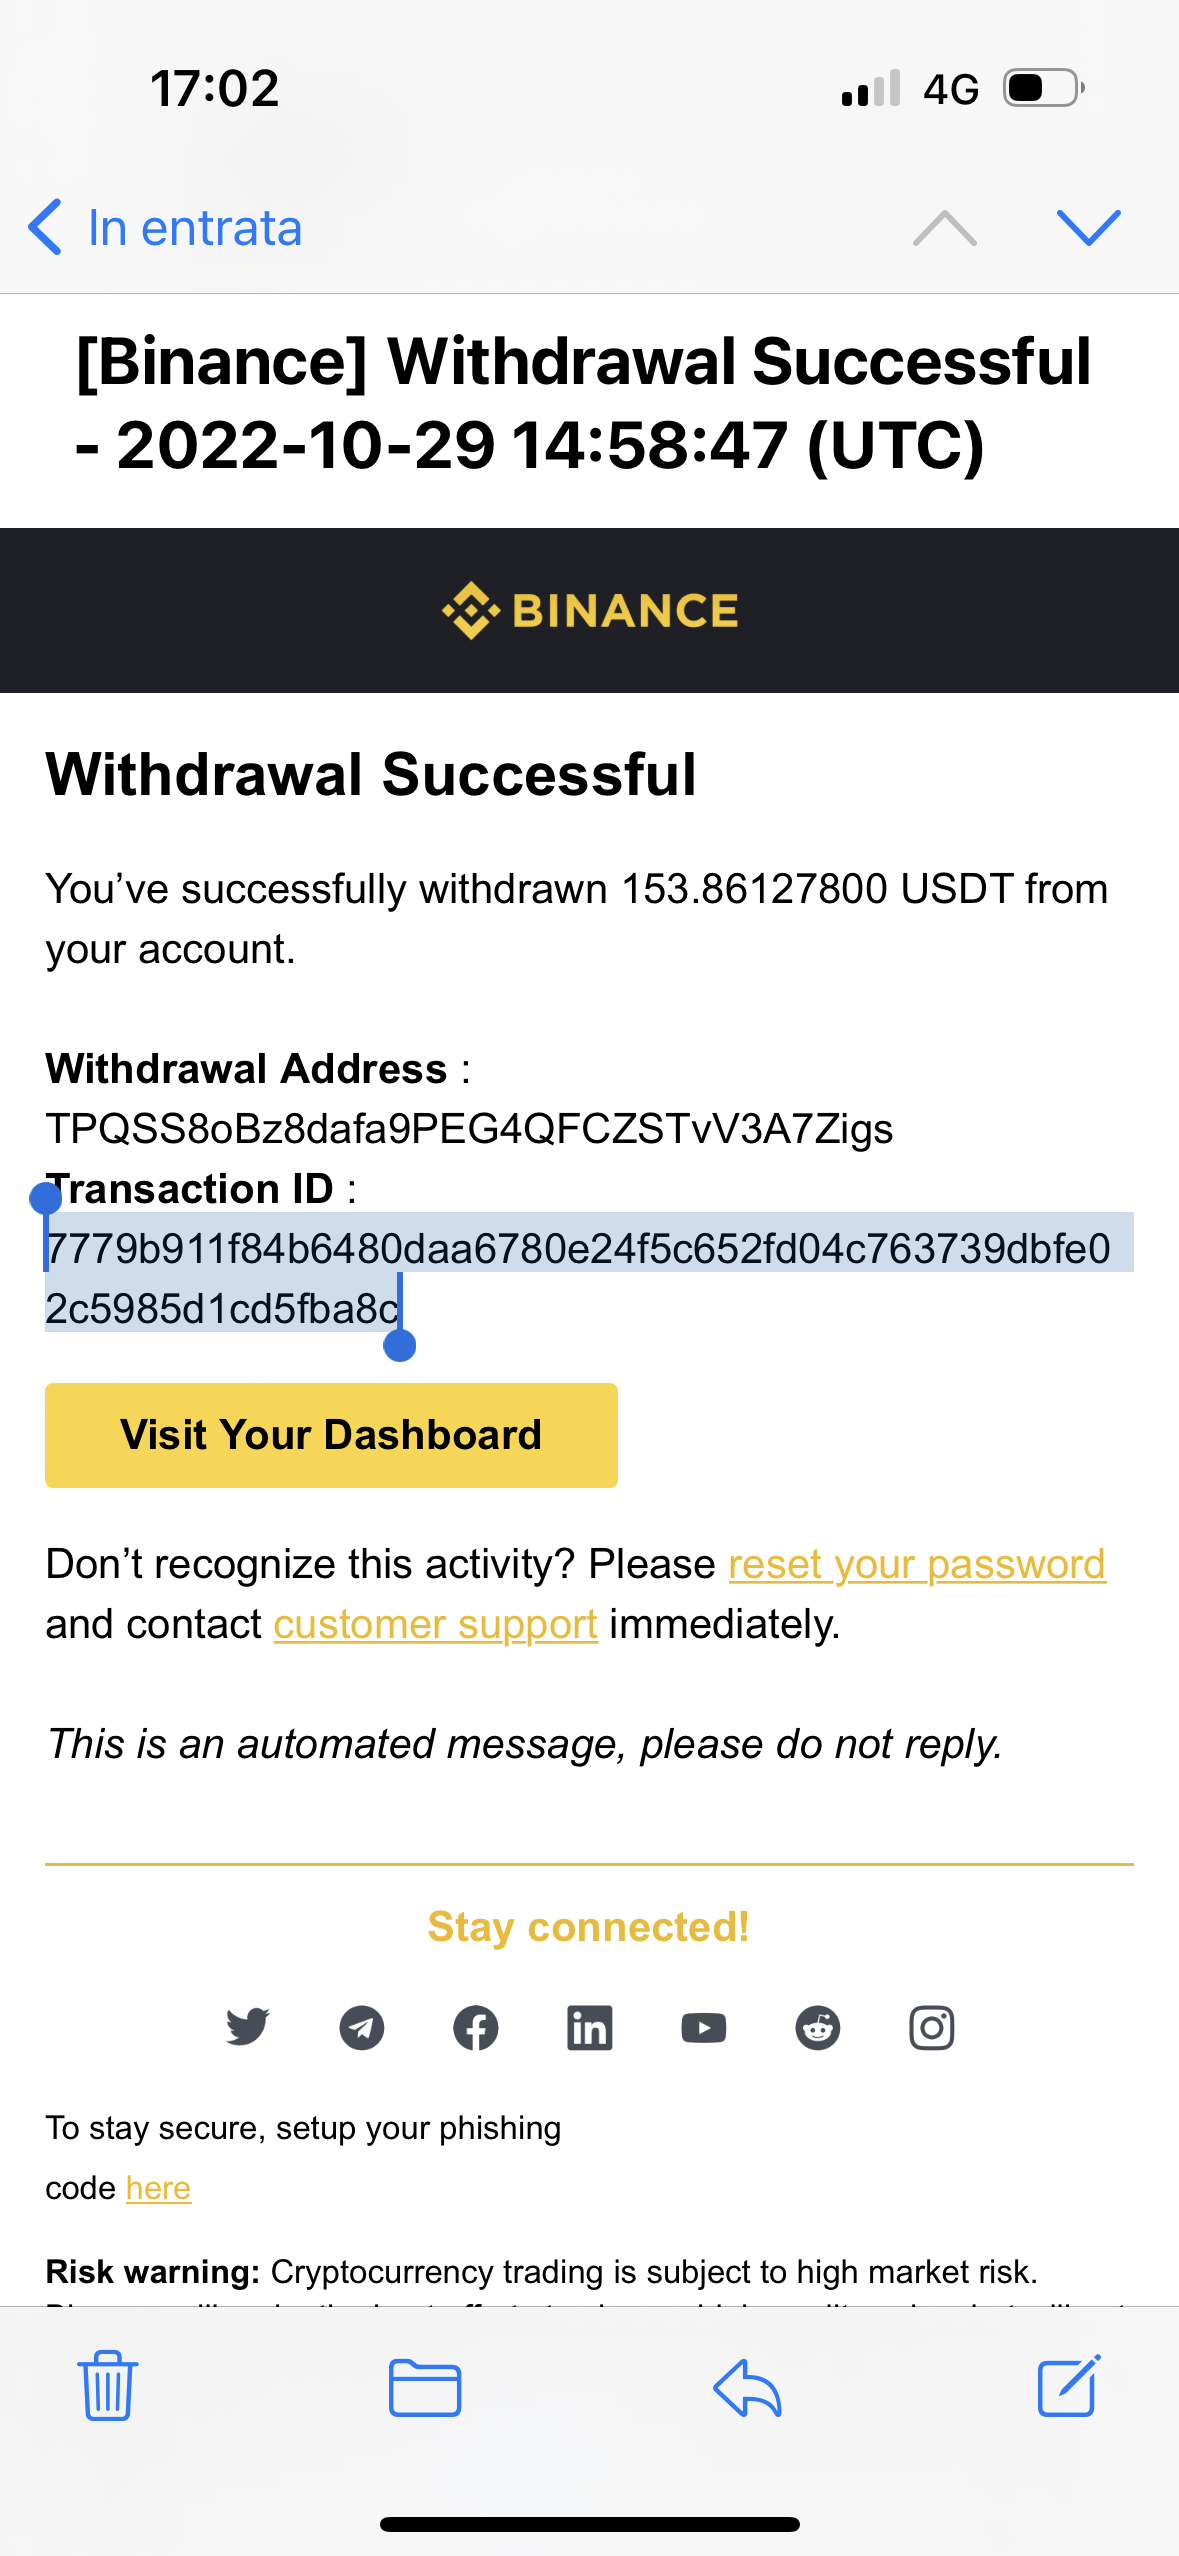 17:02
4G
In entrata
[Binance] Withdrawal Successful
- 2022-10-29 14:58:47 (UTC)
BINANCE
Withdrawal Successful
You’ve successfully withdrawn 153.86127800 USDT from
your account.
Withdrawal Address :
TPQSS8oBz8dafa9PEG4QFCZSTvV3A7Zigs
Transaction ID :
7779b911f84b6480daa6780e24f5c652fd04c763739dbfe0
2c5985d1cd5fba8c
Visit Your Dashboard
Don’t recognize this activity? Please reset your password
and contact customer support immediately.
This is an automated message, please do not reply.
Stay connected!
To stay secure, setup your phishing
code here
Risk warning: Cryptocurrency trading is subject to high market risk.